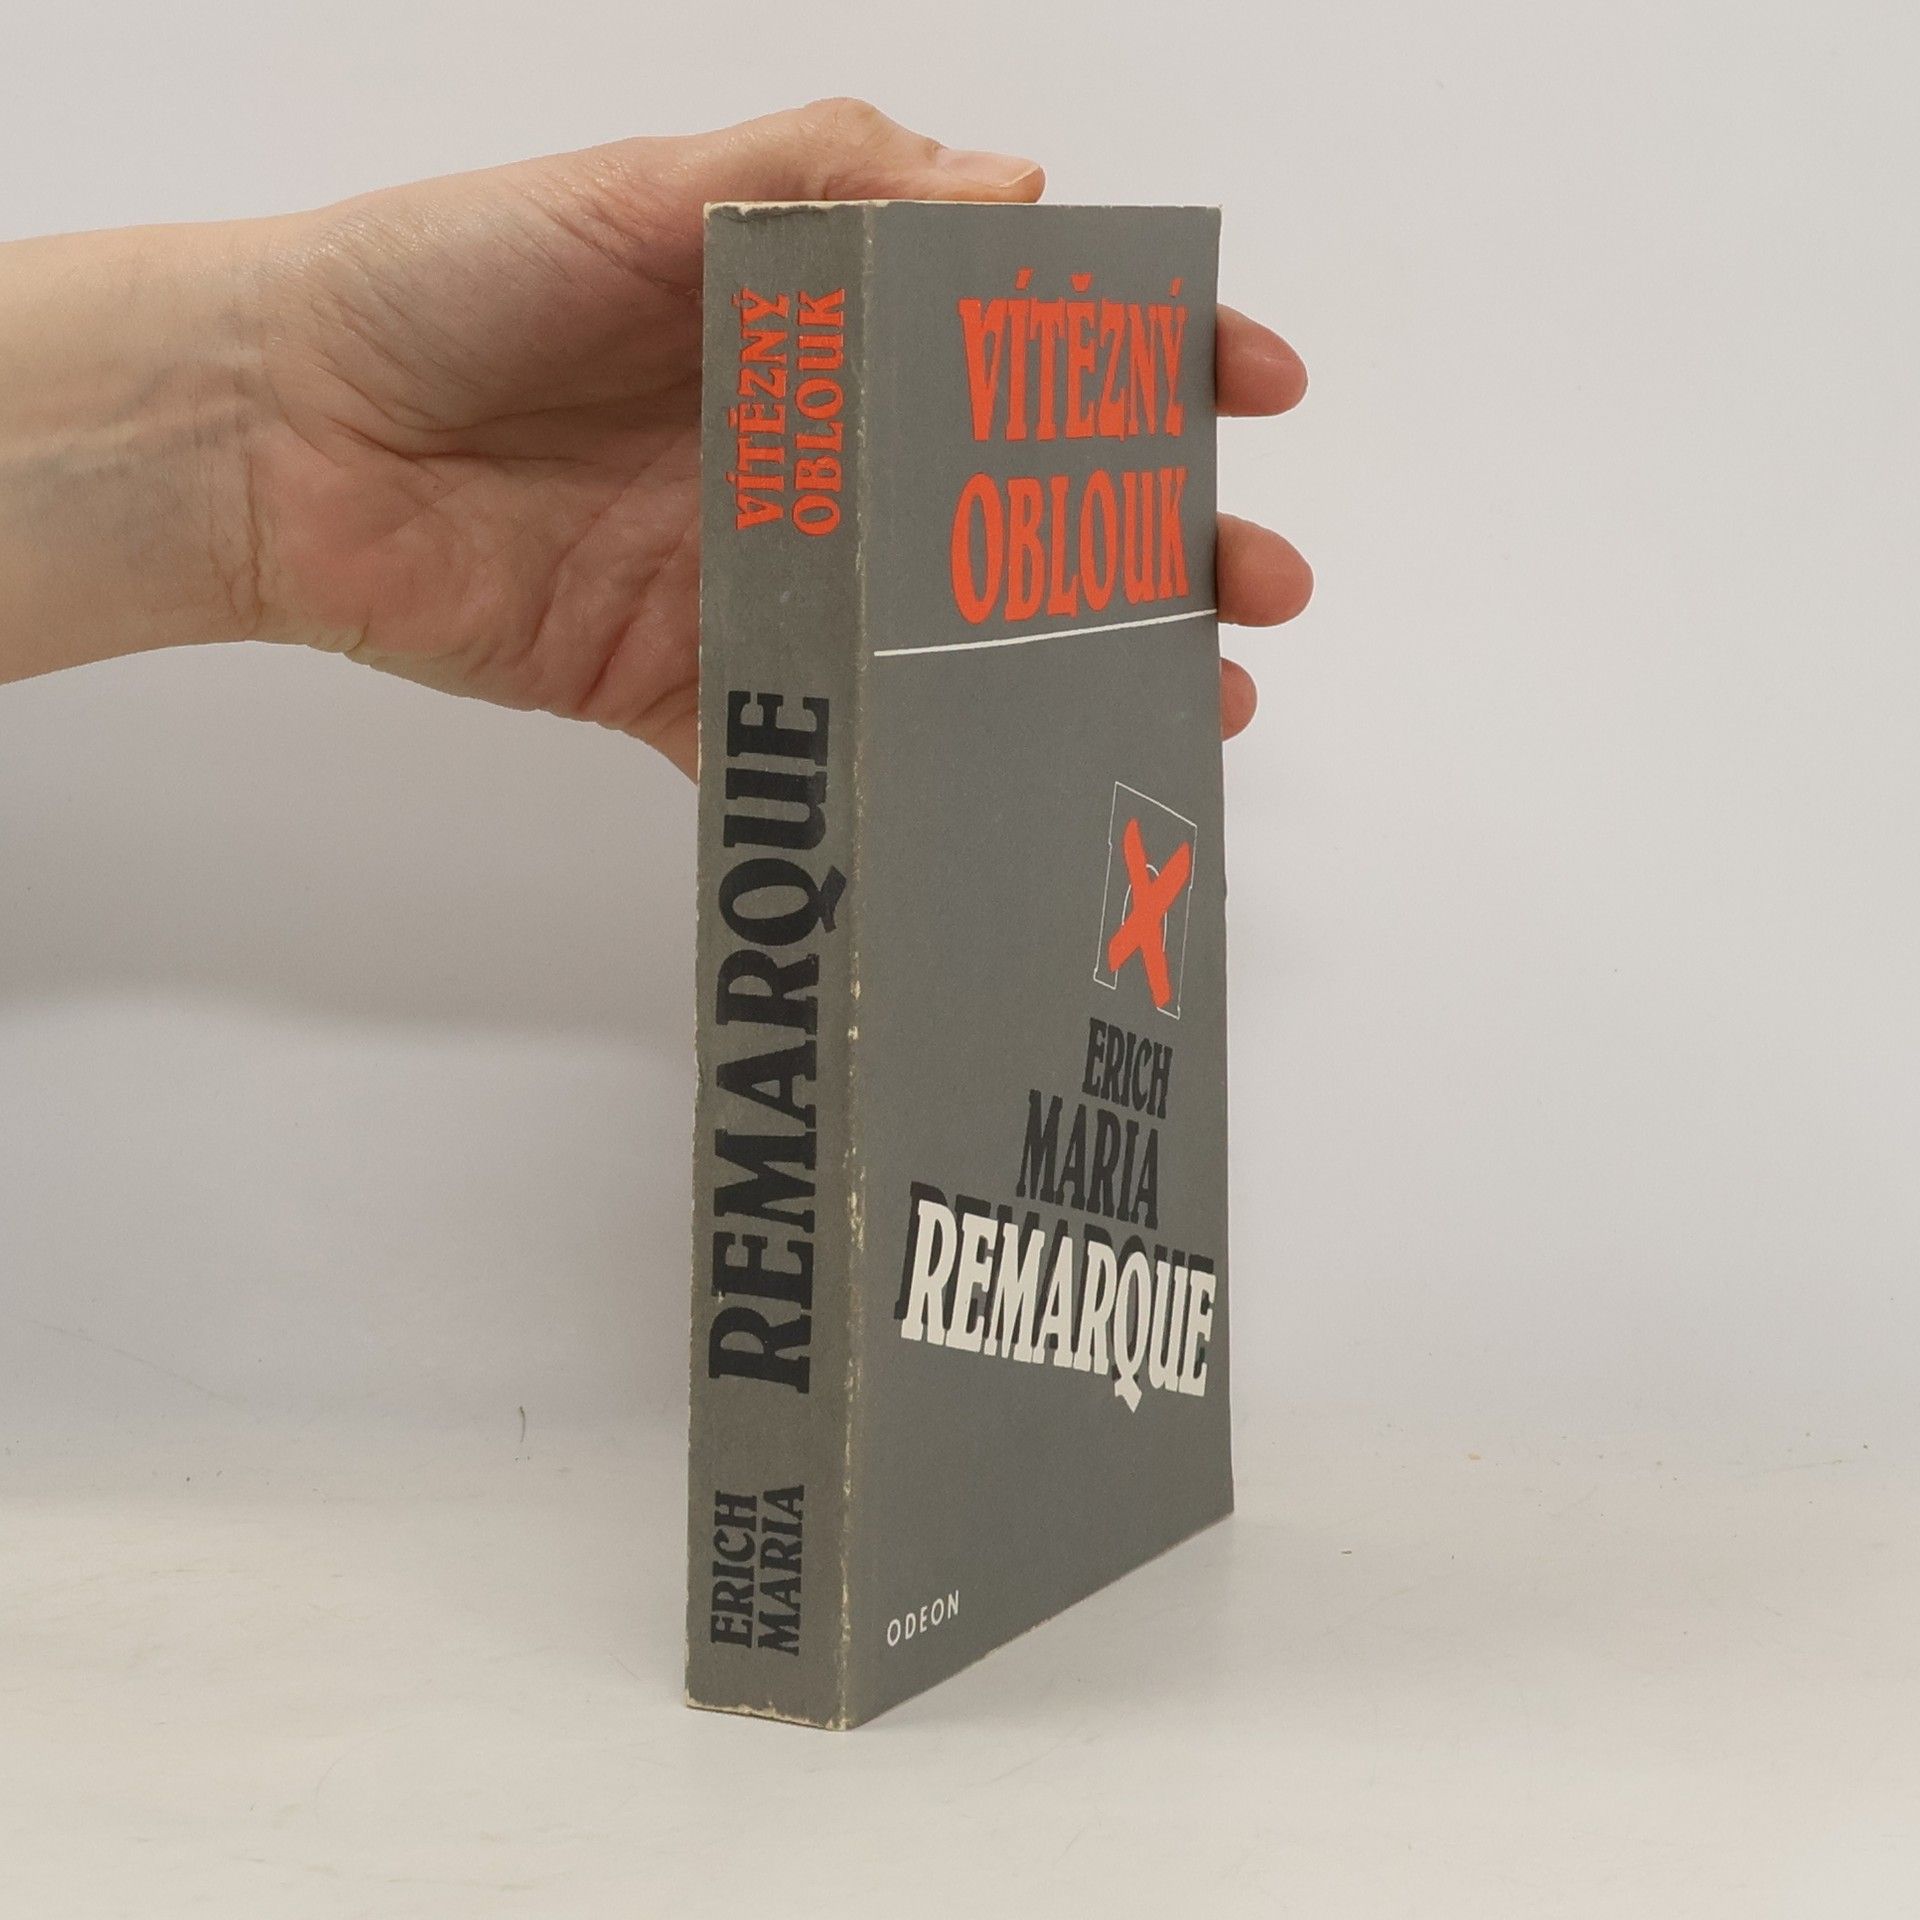 VÍTĚZNÝ
OBLOUK
REMARQUE
ERICH
MARIA
VÍTĚZNÝ
OBLOUK
ERICH
MARIA
REMARQUE
ODEON